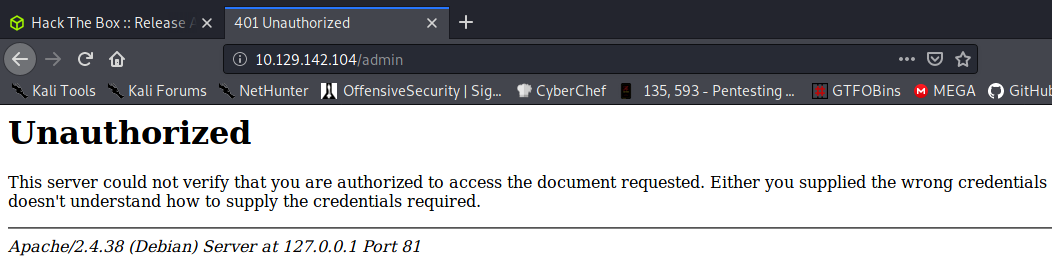 Hack The Box :: Release
401 Unauthorized
10.129.142.104/admin
Kali Tools Kali Forums NetHunter OffensiveSecurity | Sig... CyberChef 135, 593 - Pentesting ... GTFOBins MEGA GitHub
Unauthorized
This server could not verify that you are authorized to access the document requested. Either you supplied the wrong credentials
doesn't understand how to supply the credentials required.
Apache/2.4.38 (Debian) Server at 127.0.0.1 Port 81